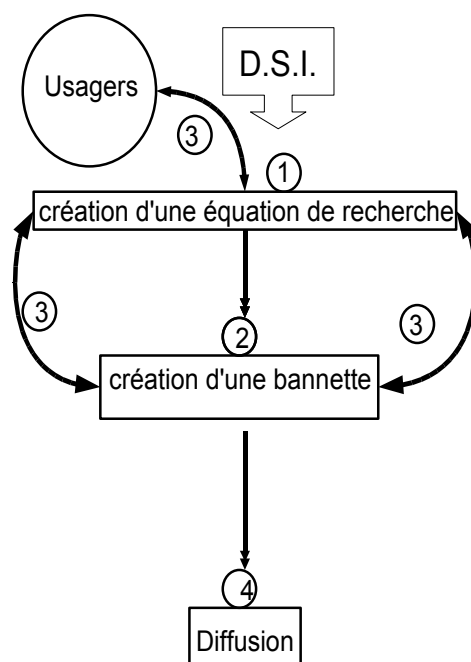 D.S.I.
Usagers
3
1
création d'une équation de recherche
3
3
2
création d'une bannette
4
Diffusion